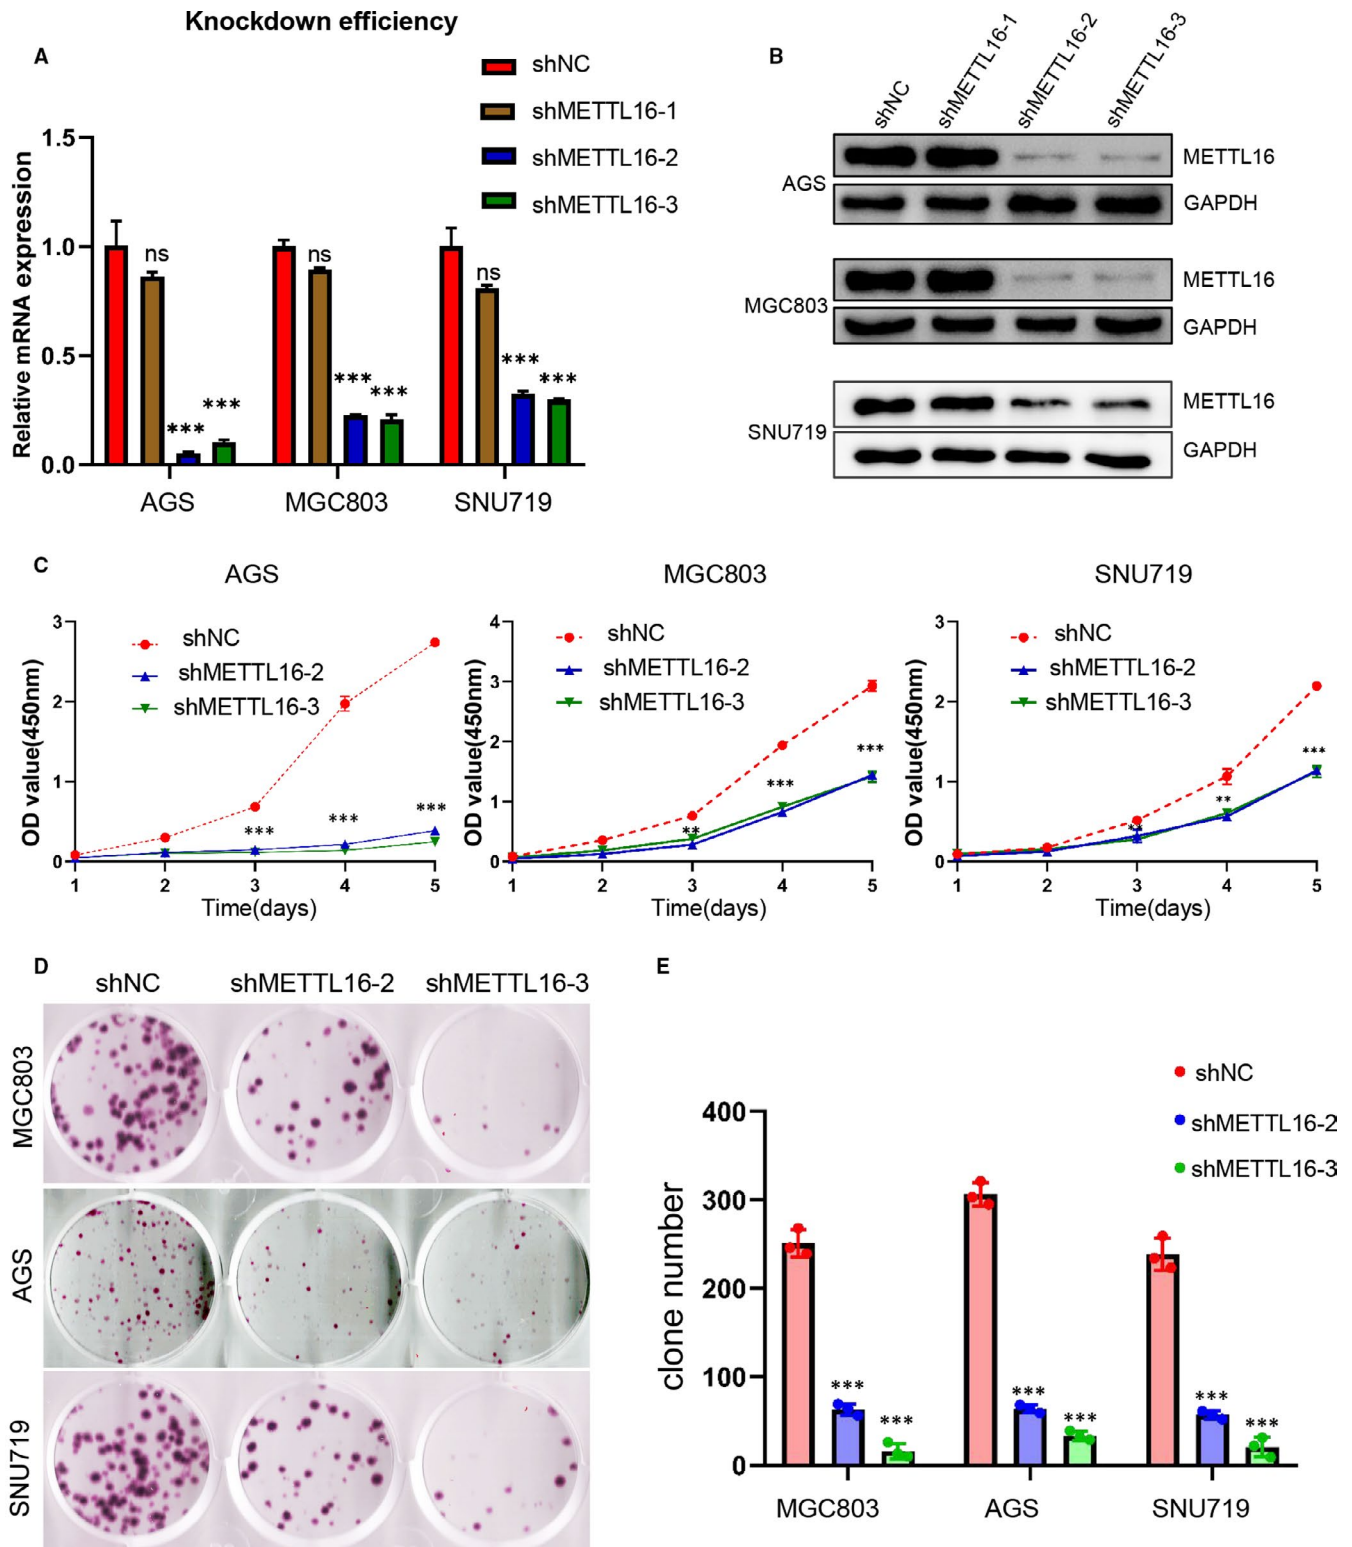 Knockdown efficiency
A
shNC
shMETTL16-1
shMETTL16-2
shMETTL16-3
Relative mRNA expression
1.5
1.0
0.5
0.0
ns
***
***
ns
***
***
ns
***
***
AGS
MGC803
SNU719
B
shNC
shMETTL16-1
shMETTL16-2
shMETTL16-3
AGS
METTL16
GAPDH
MGC803
METTL16
GAPDH
SNU719
METTL16
GAPDH
C
AGS
OD value(450nm)
3
2
1
0
shNC
shMETTL16-2
shMETTL16-3
***
***
***
1 2 3 4 5
Time(days)
MGC803
OD value(450nm)
4
3
2
1
0
shNC
shMETTL16-2
shMETTL16-3
**
***
***
1 2 3 4 5
Time(days)
SNU719
OD value(450nm)
3
2
1
0
shNC
shMETTL16-2
shMETTL16-3
**
**
***
1 2 3 4 5
Time(days)
D
shNC shMETTL16-2 shMETTL16-3
MGC803
AGS
SNU719
E
shNC
shMETTL16-2
shMETTL16-3
clone number
400
300
200
100
0
***
***
***
***
***
***
MGC803
AGS
SNU719